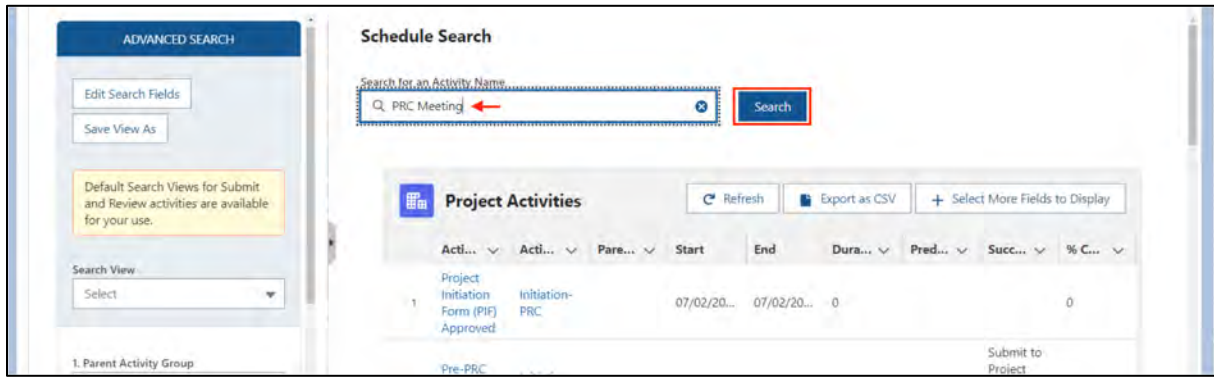 ADVANCED SEARCH
Edit Search Fields
Save View As
Default Search Views for Submit
and Review activities are available
for your use.
Search View
Select
1. Parent Activity Group
Schedule Search
Search for an Activity Name
PRC Meeting
Search
Project Activities
Refresh
Export as CSV
+ Select More Fields to Display
Acti... Acti... Pare... Start End Dura... Pred... Succ... % C...
1 Project Initiation Form (PIF) Approved Initiation-PRC 07/02/20... 07/02/20... 0 0
Pre-PRC
Submit to
Project